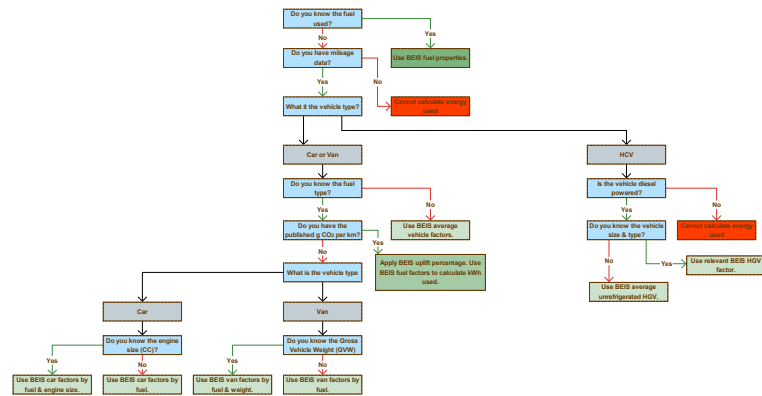 Do you know the fuel
used?
Yes
No
Do you have mileage
data?
Use BEIS fuel properties.
Yes
No
What it the vehicle type?
Cannot calculate energy
used
Car or Van
HCV
Do you know the fuel
type?
Is the vehicle diesel
powered?
Yes
No
Yes
No
Do you have the
published g CO₂ per km?
Use BEIS average
vehicle factors.
Do you know the vehicle
size & type?
Cannot calculate energy
used
No
Yes
No
Yes
What is the vehicle type
Apply BEIS uplift percentage. Use
BEIS fuel factors to calculate kWh
used.
Use relevant BEIS HGV
factor.
Use BEIS average
unrefrigerated HGV.
Car
Van
Do you know the engine
size (CC)?
Do you know the Gross
Vehicle Weight (GVW)
Yes
No
Yes
No
Use BEIS car factors by
fuel & engine size.
Use BEIS car factors by
fuel.
Use BEIS van factors by
fuel & weight.
Use BEIS van factors by
fuel.